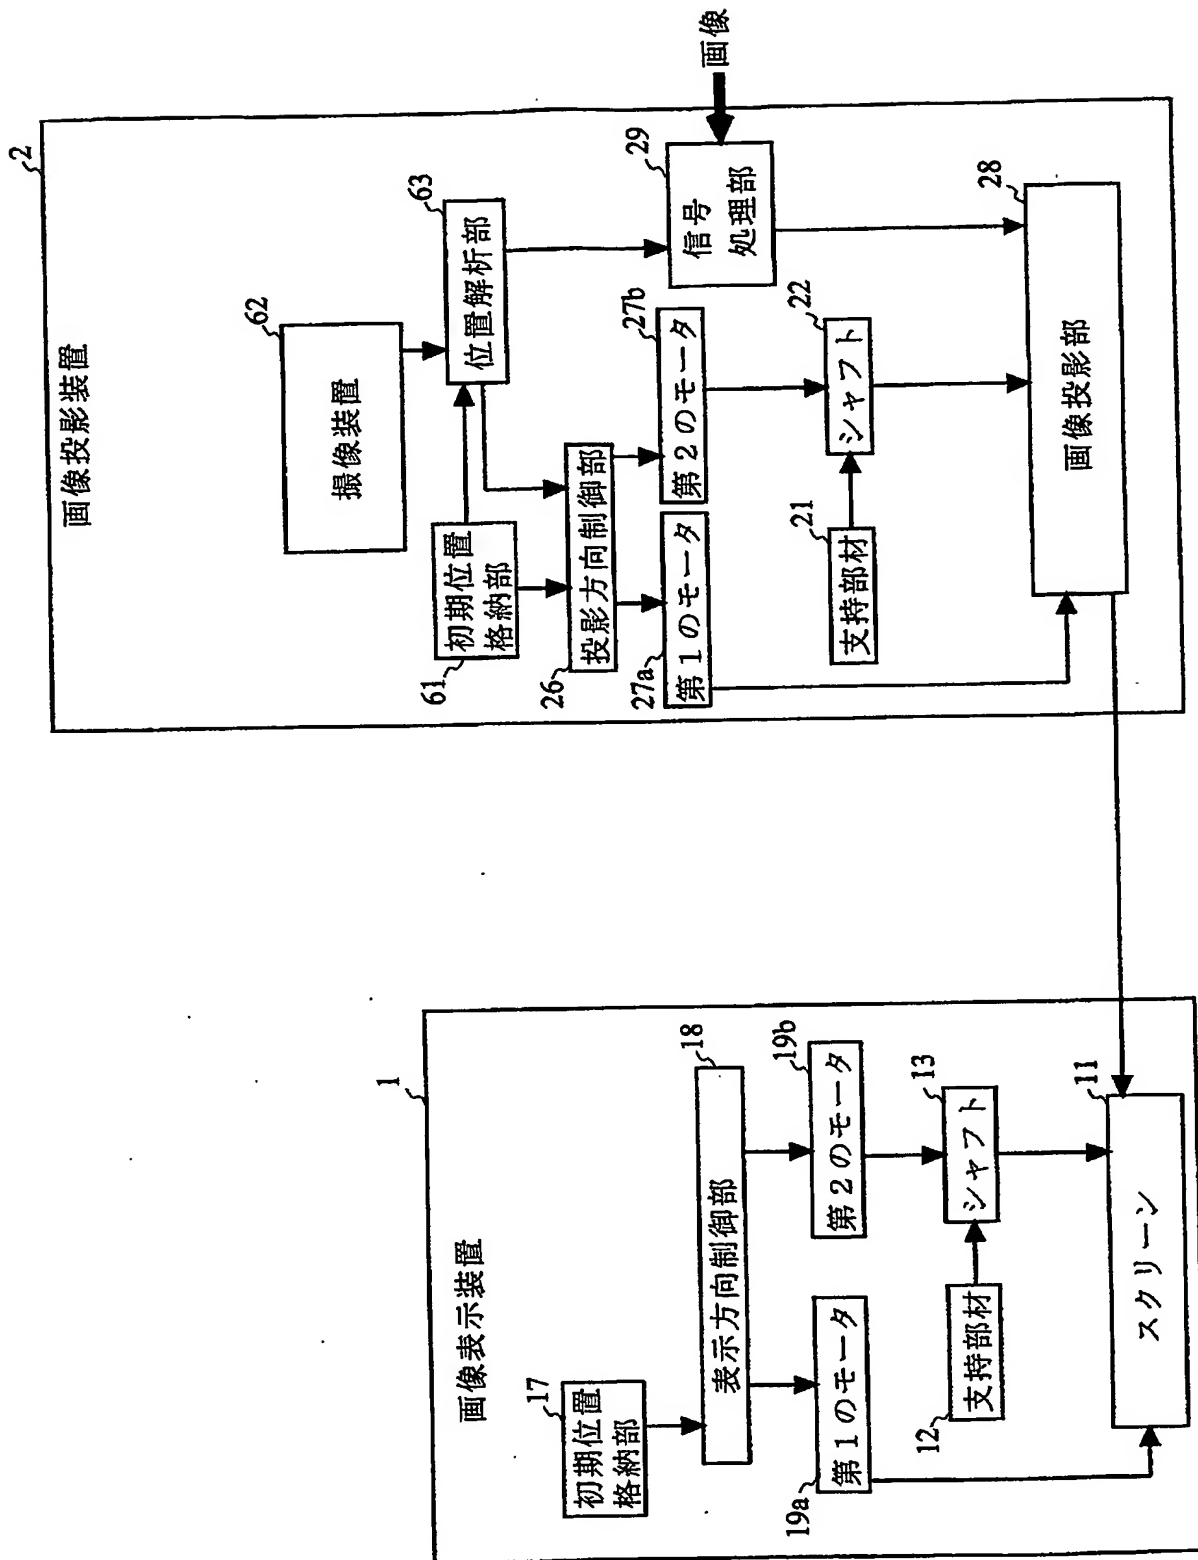 画像表示装置
1
初期位置
格納部
17
表示方向制御部
18
第1のモータ
19a
第2のモータ
19b
支持部材
12
シャフト
13
スクリーン
11
画像投影装置
2
撮像装置
62
初期位置
格納部
61
位置解析部
63
投影方向制御部
26
第1のモータ
27a
第2のモータ
27b
信号
処理部
29
画像
支持部材
21
シャフト
22
画像投影部
28